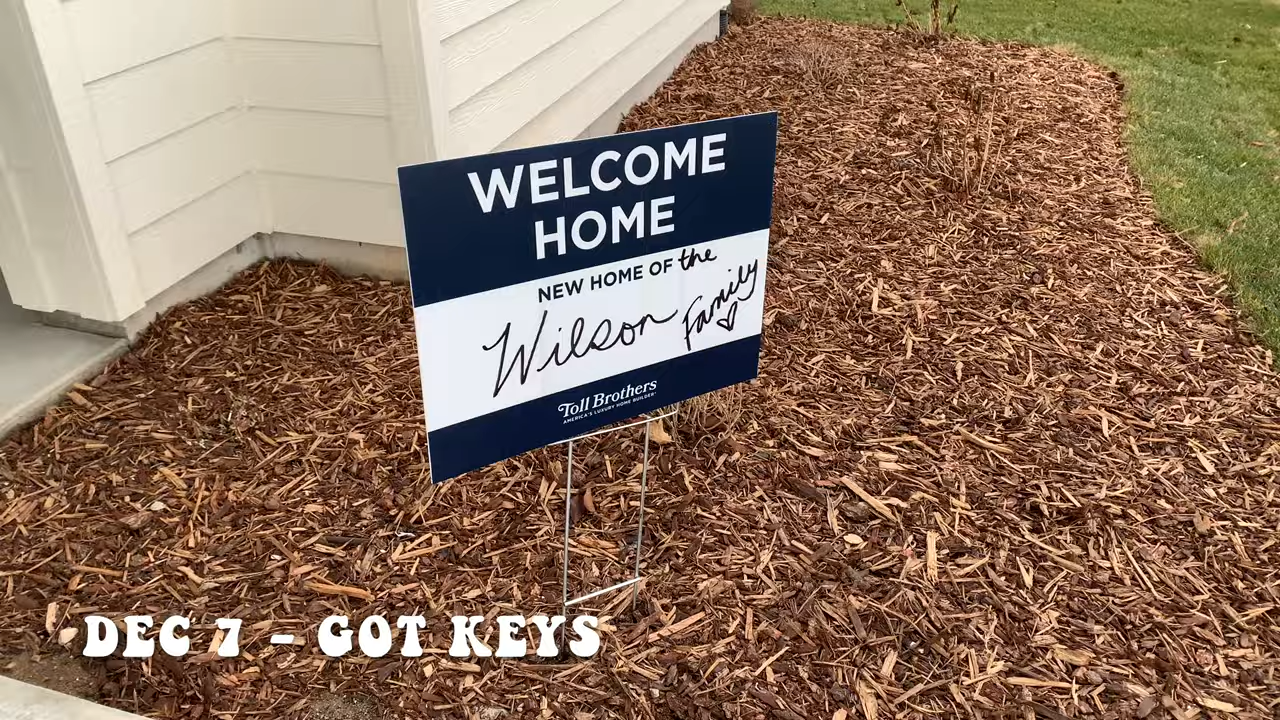 WELCOME
HOME
NEW HOME OF the
Wilson Family ♡
Toll Brothers
AMERICA'S LUXURY HOME BUILDER®
DEC 7 - GOT KEYS